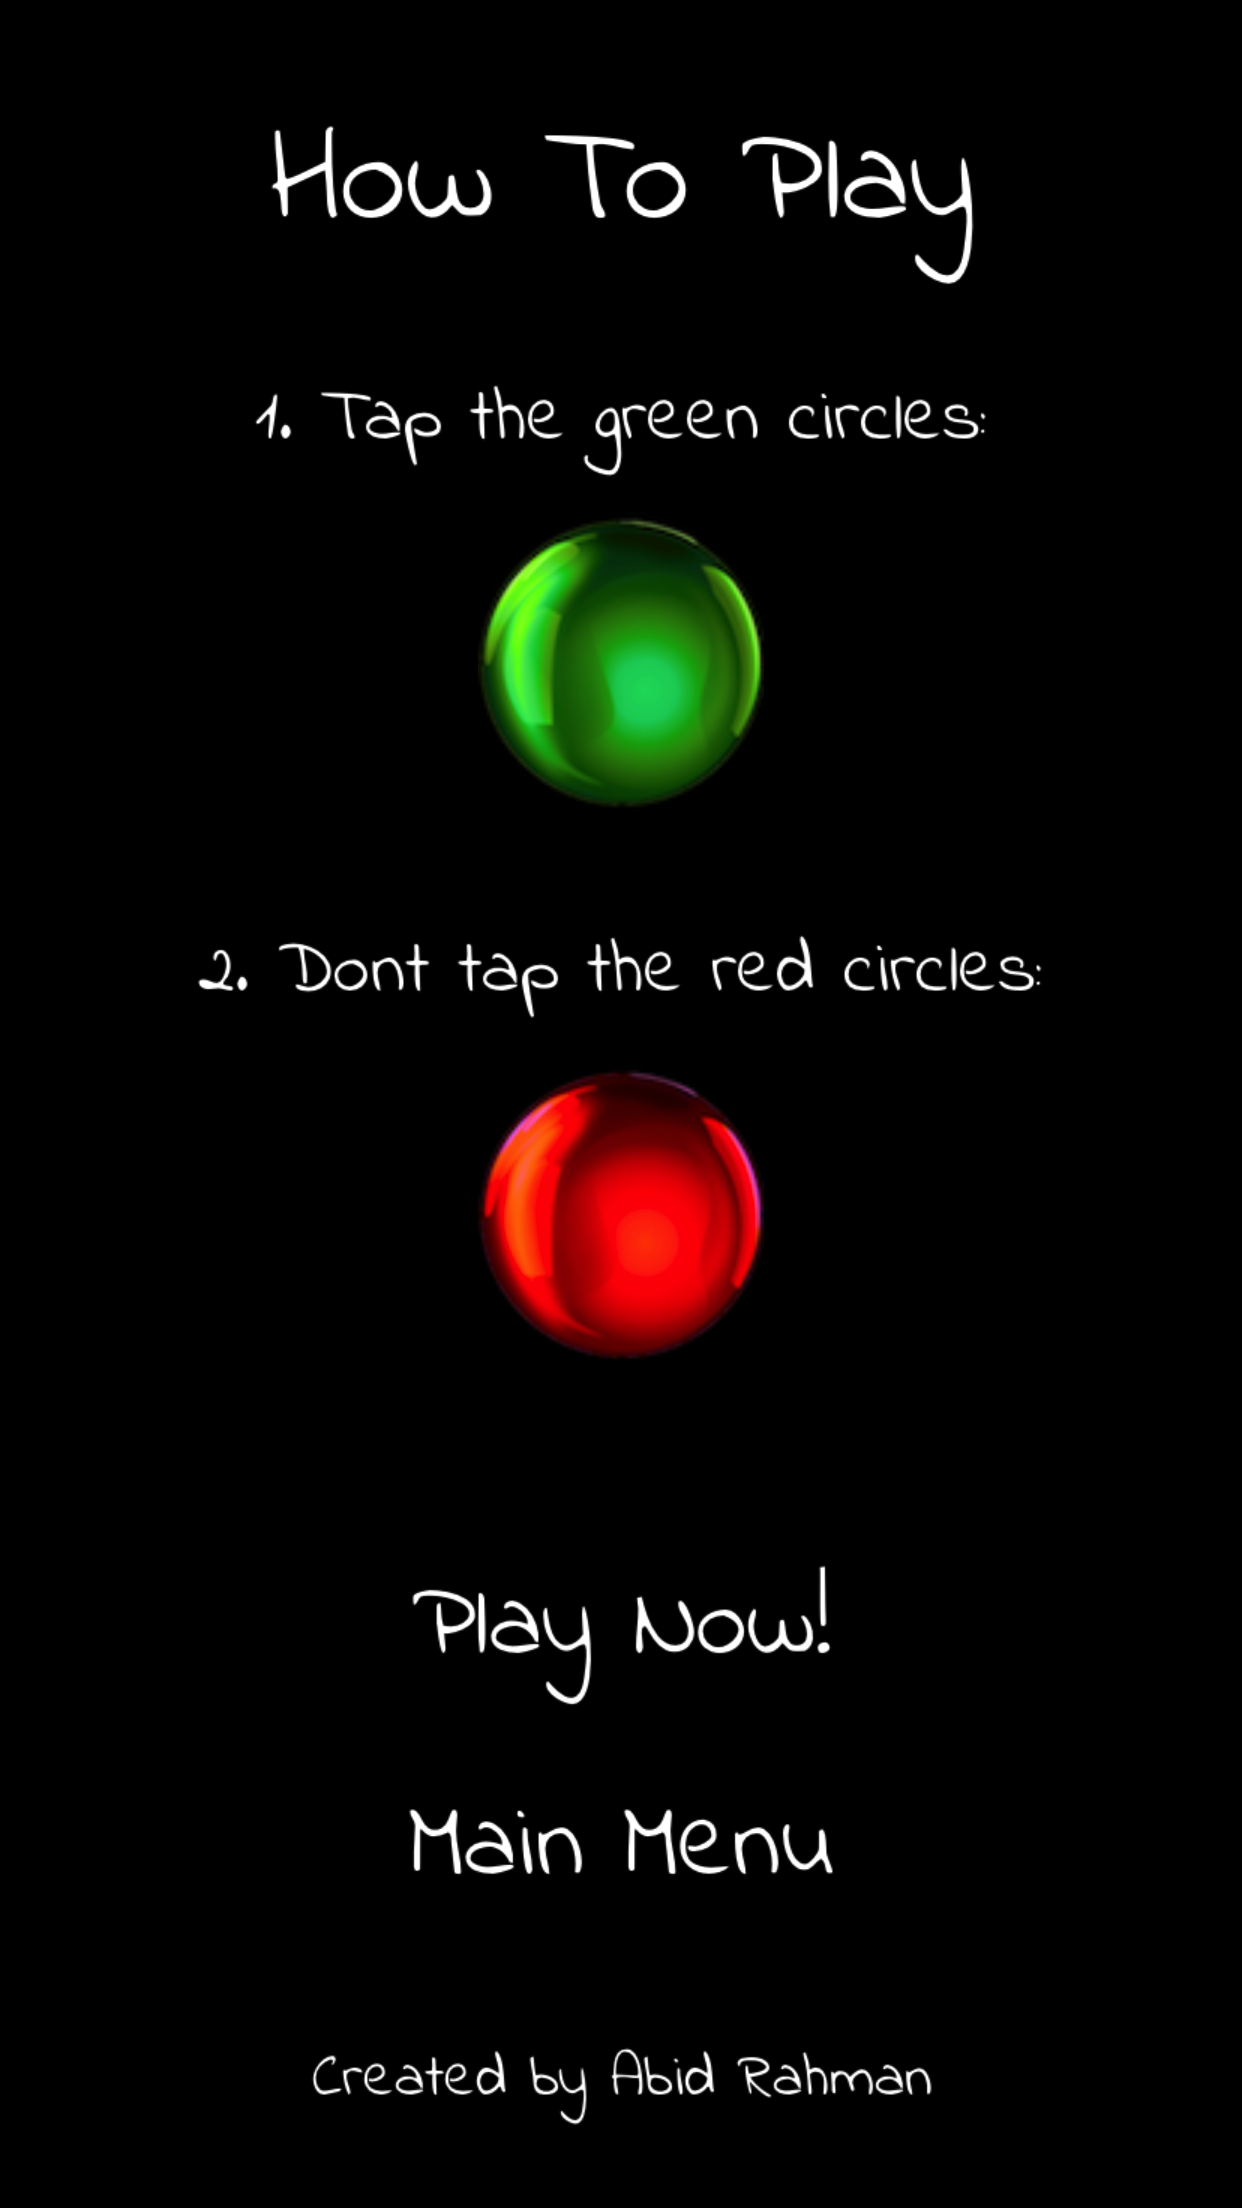 How To Play
1. Tap the green circles:
2. Dont tap the red circles:
Play Now!
Main Menu
Created by Abid Rahman